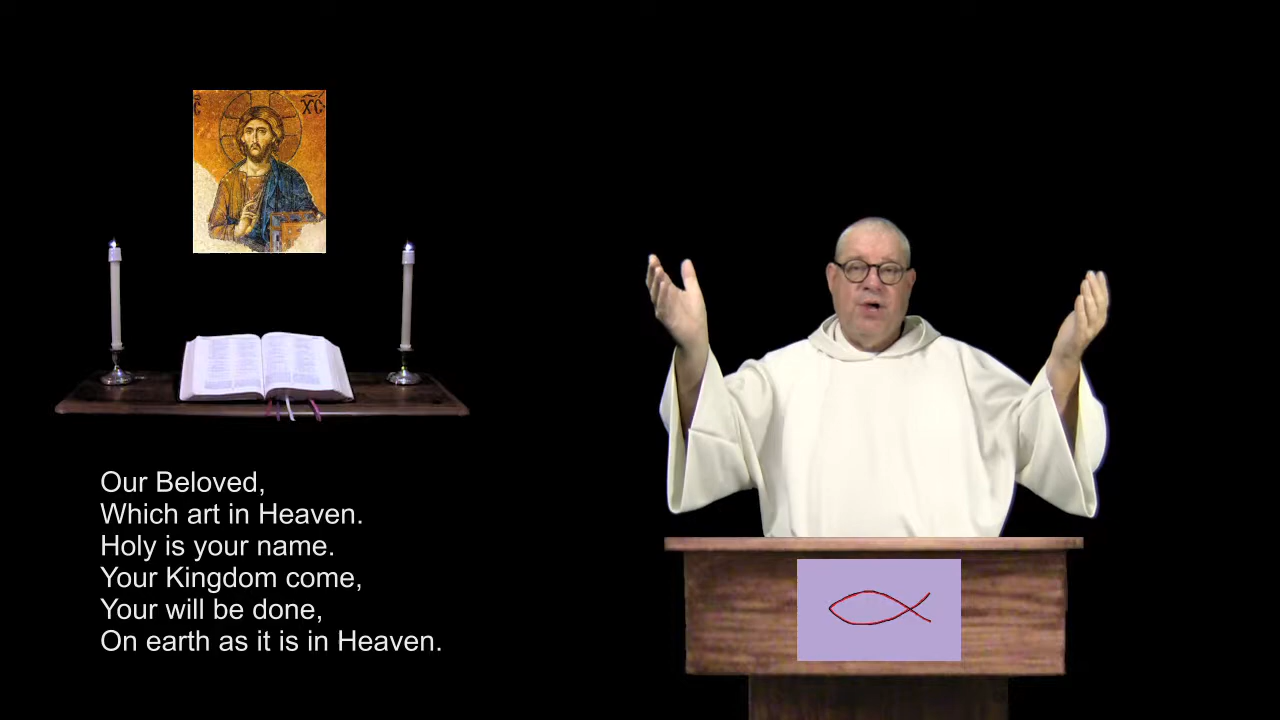 Our Beloved,
Which art in Heaven.
Holy is your name.
Your Kingdom come,
Your will be done,
On earth as it is in Heaven.